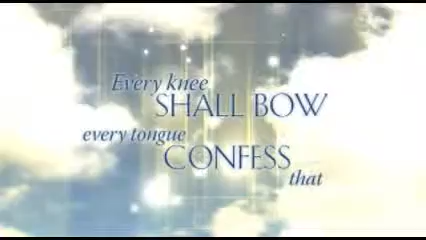 Every knee
SHALL BOW
every tongue
CONFESS
that